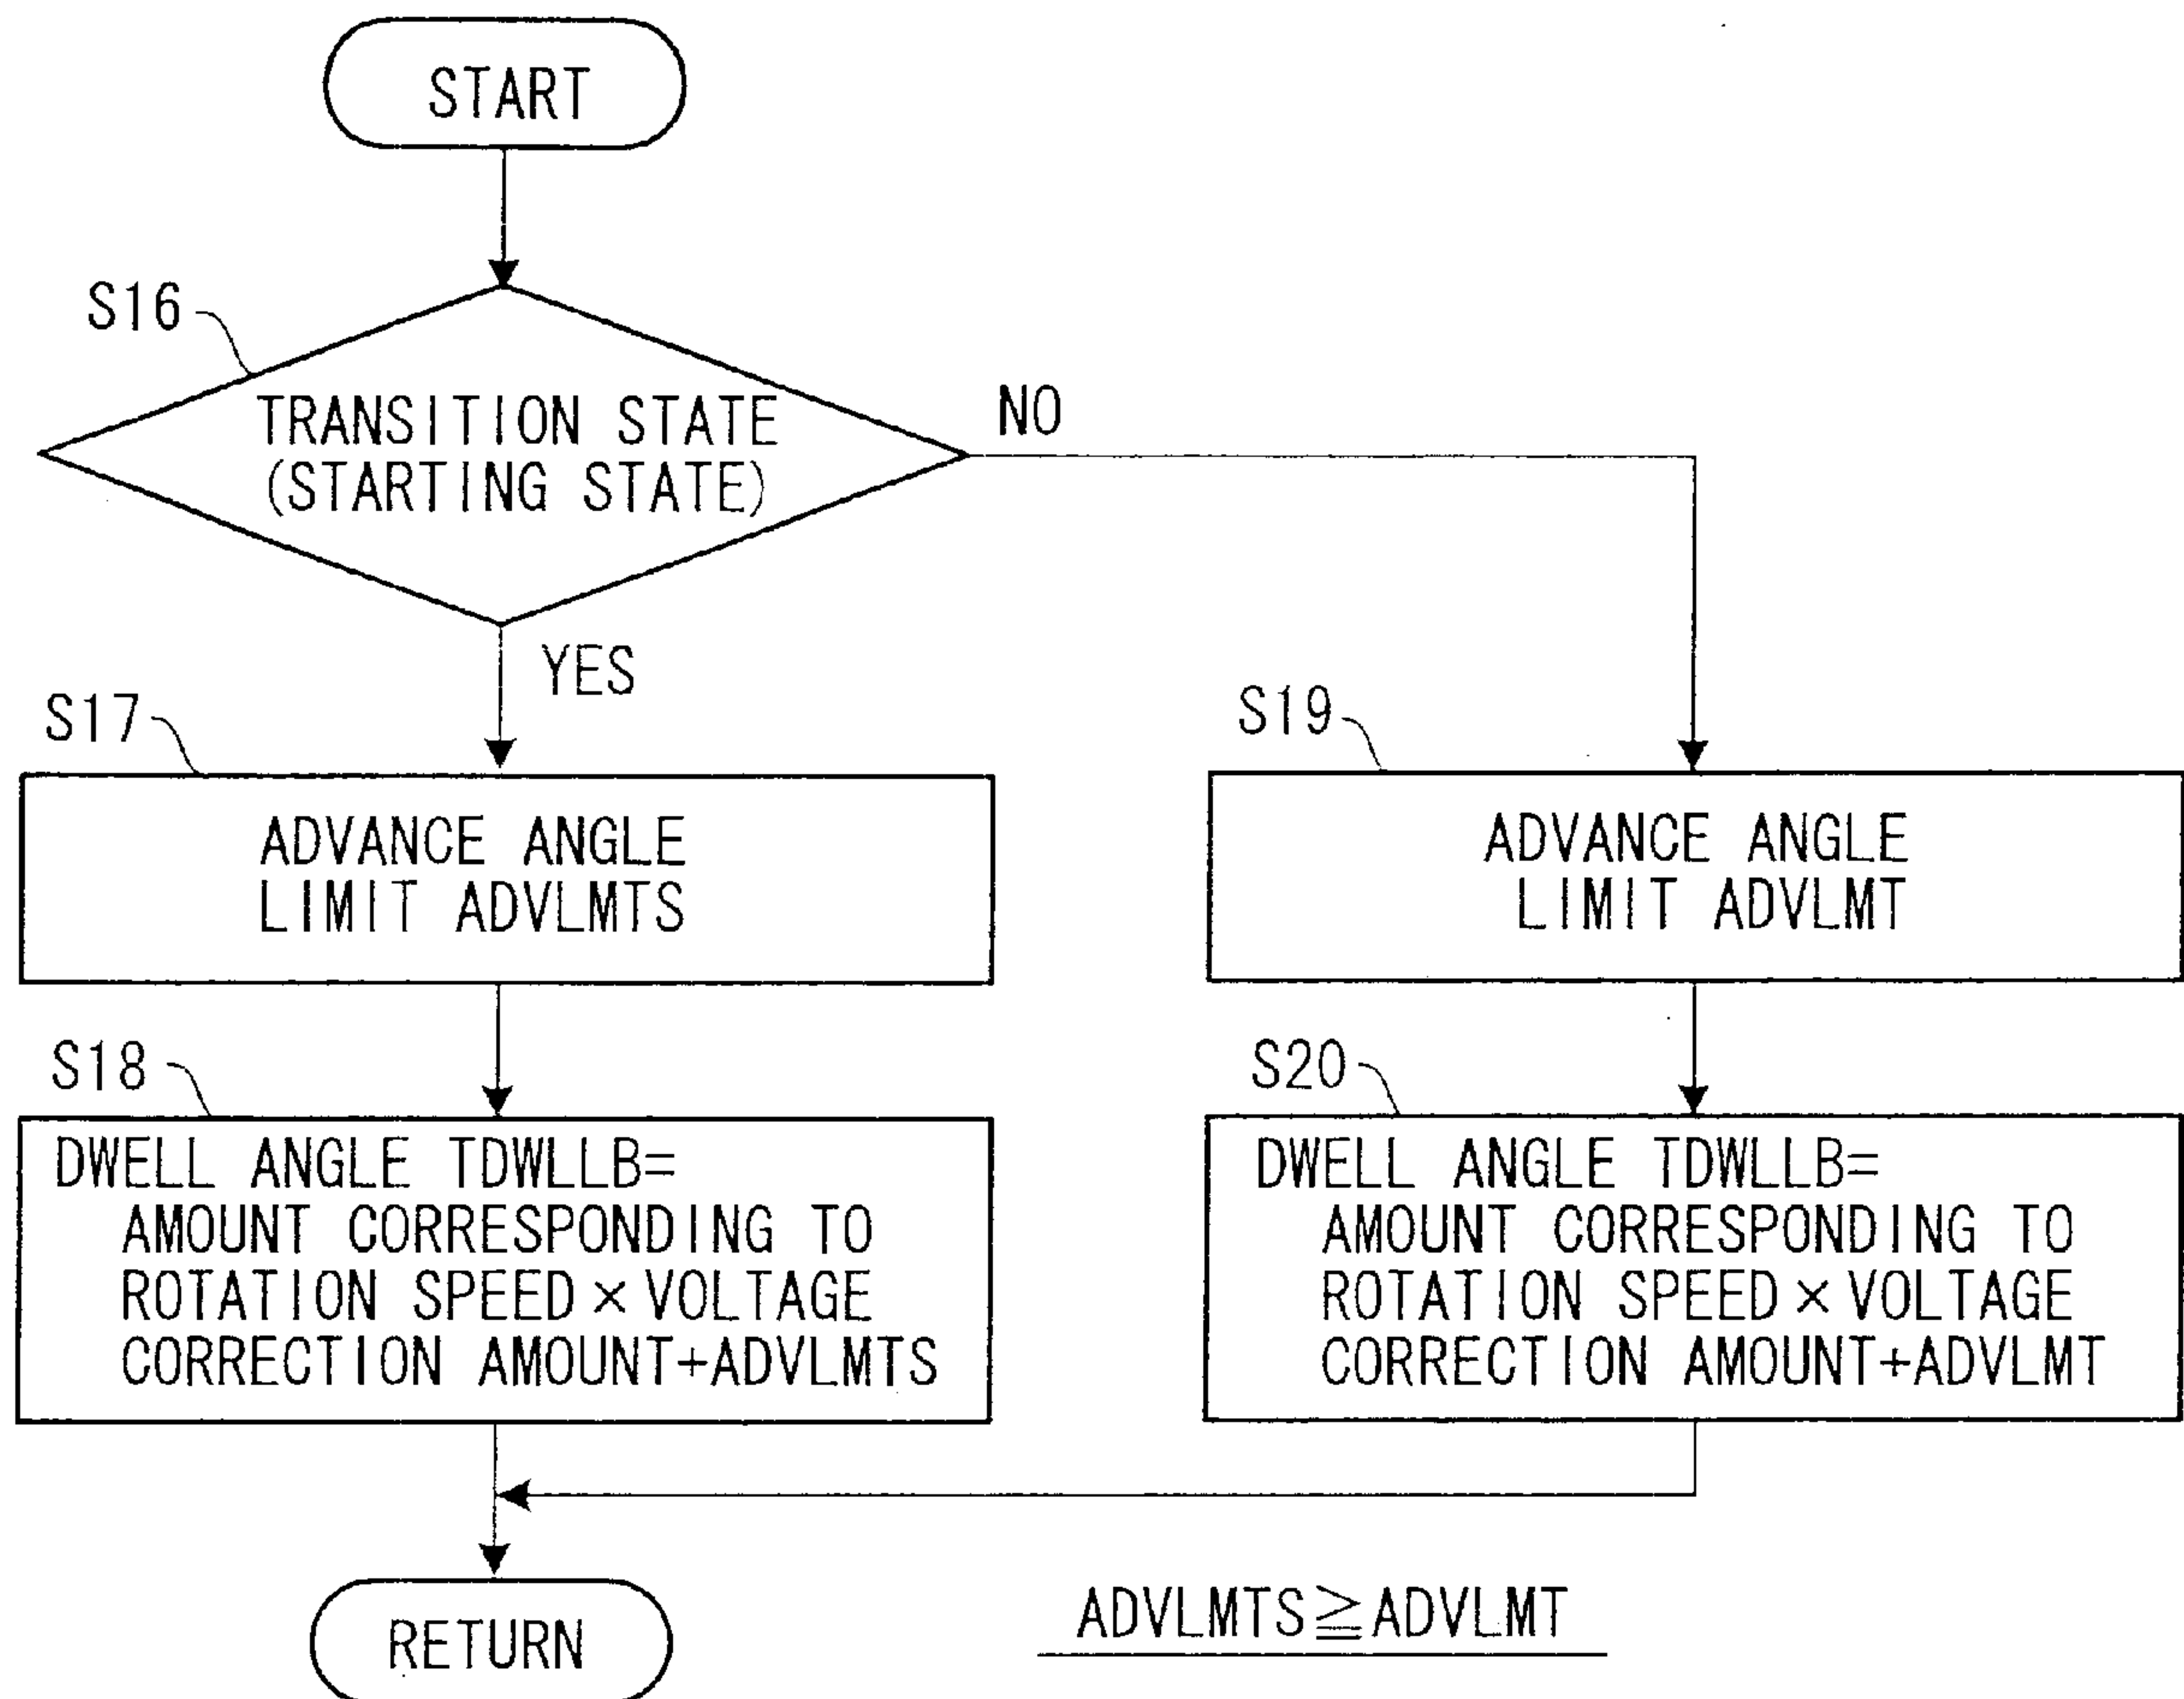 START
S16
TRANSITION STATE
(STARTING STATE)
NO
YES
S17
ADVANCE ANGLE
LIMIT ADVLMTS
S19
ADVANCE ANGLE
LIMIT ADVLMT
S18
DWELL ANGLE TDWLLB=
AMOUNT CORRESPONDING TO
ROTATION SPEED×VOLTAGE
CORRECTION AMOUNT+ADVLMTS
S20
DWELL ANGLE TDWLLB=
AMOUNT CORRESPONDING TO
ROTATION SPEED×VOLTAGE
CORRECTION AMOUNT+ADVLMT
RETURN
ADVLMTS≧ADVLMT